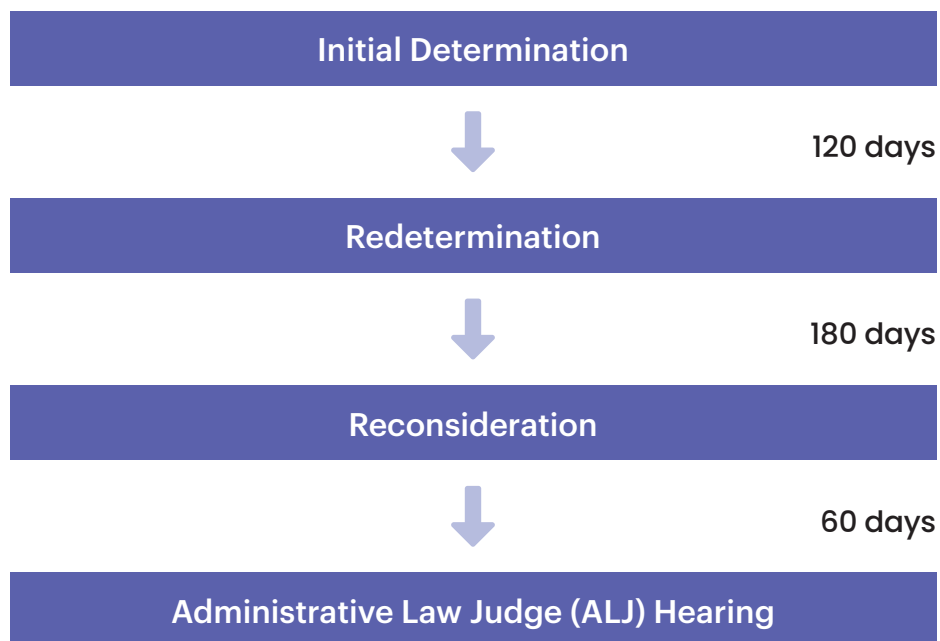 Initial Determination
120 days
Redetermination
180 days
Reconsideration
60 days
Administrative Law Judge (ALJ) Hearing